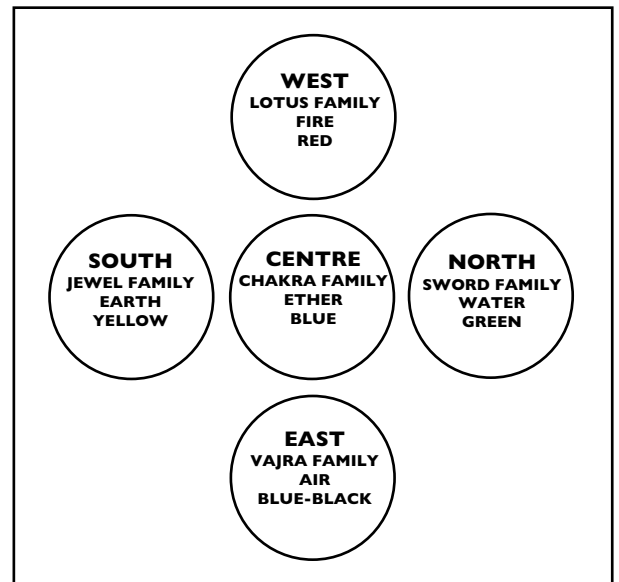 WEST
LOTUS FAMILY
FIRE
RED
SOUTH
JEWEL FAMILY
EARTH
YELLOW
CENTRE
CHAKRA FAMILY
ETHER
BLUE
NORTH
SWORD FAMILY
WATER
GREEN
EAST
VAJRA FAMILY
AIR
BLUE-BLACK